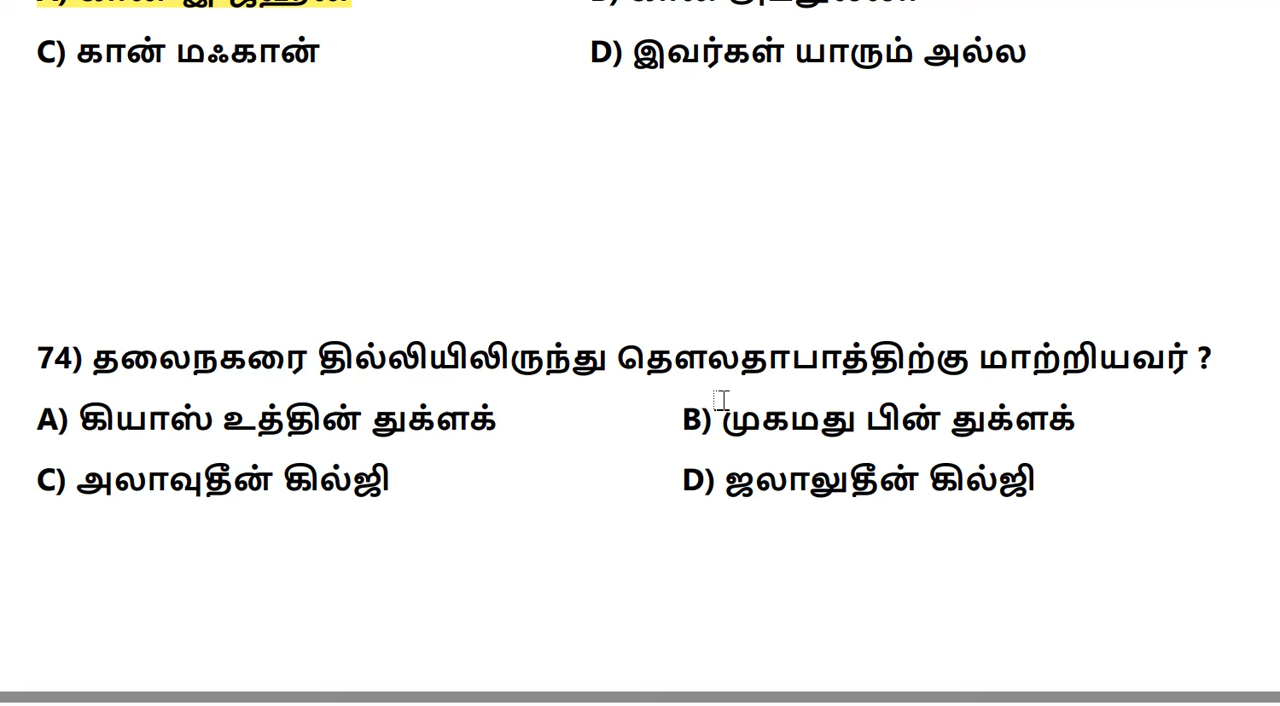 C) கான் மஃகான் D) இவர்கள் யாரும் அல்ல
74) தலைநகரை தில்லியிலிருந்து தௌலதாபாத்திற்கு மாற்றியவர் ?
A) கியாஸ் உத்தின் துக்ளக் B) முகமது பின் துக்ளக்
C) அலாவுதீன் கில்ஜி D) ஜலாலுதீன் கில்ஜி